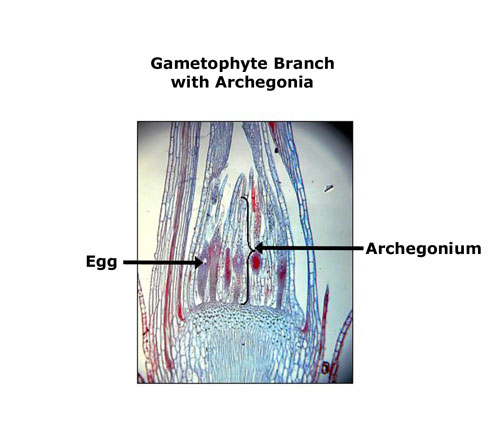 Gametophyte Branch
with Archegonia
Archegonium
Egg